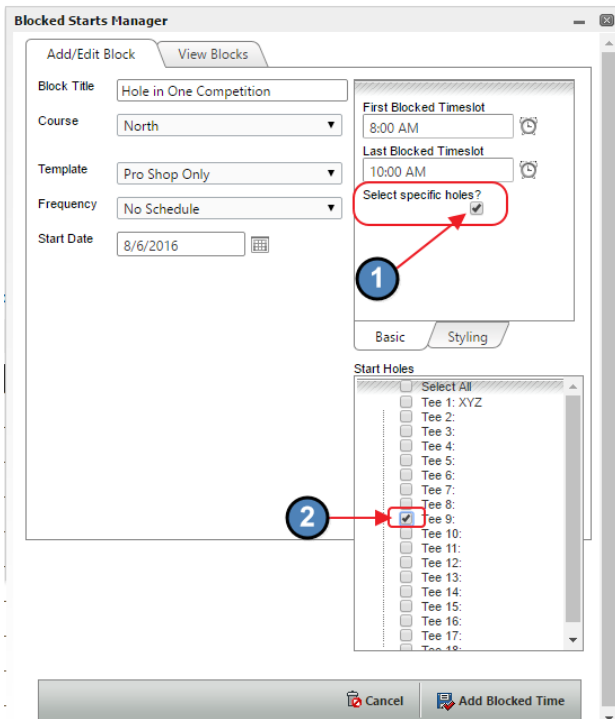 Blocked Starts Manager
Add/Edit Block
View Blocks
Block Title
Hole in One Competition
Course
North
Template
Pro Shop Only
Frequency
No Schedule
Start Date
8/6/2016
First Blocked Timeslot
8:00 AM
Last Blocked Timeslot
10:00 AM
Select specific holes?
1
Basic
Styling
Start Holes
Select All
Tee 1: XYZ
Tee 2:
Tee 3:
Tee 4:
Tee 5:
Tee 6:
Tee 7:
Tee 8:
2
Tee 9:
Tee 10:
Tee 11:
Tee 12:
Tee 13:
Tee 14:
Tee 15:
Tee 16:
Tee 17:
Tee 18:
Cancel
Add Blocked Time